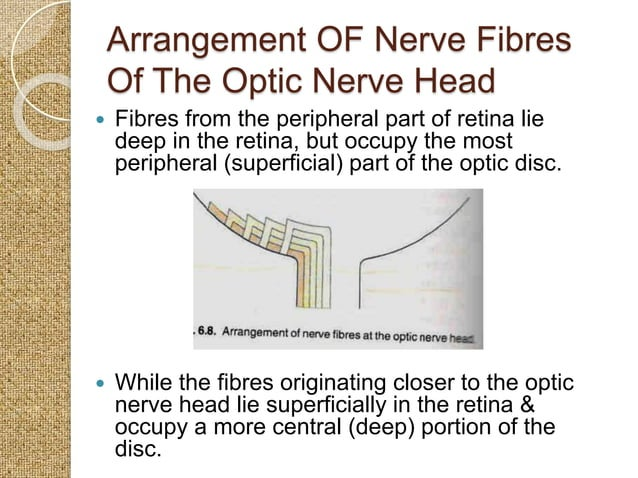 Arrangement OF Nerve Fibres
Of The Optic Nerve Head
• Fibres from the peripheral part of retina lie
deep in the retina, but occupy the most
peripheral (superficial) part of the optic disc.
. 6.8. Arrangement of nerve fibres at the optic nerve head.
• While the fibres originating closer to the optic
nerve head lie superficially in the retina &
occupy a more central (deep) portion of the
disc.